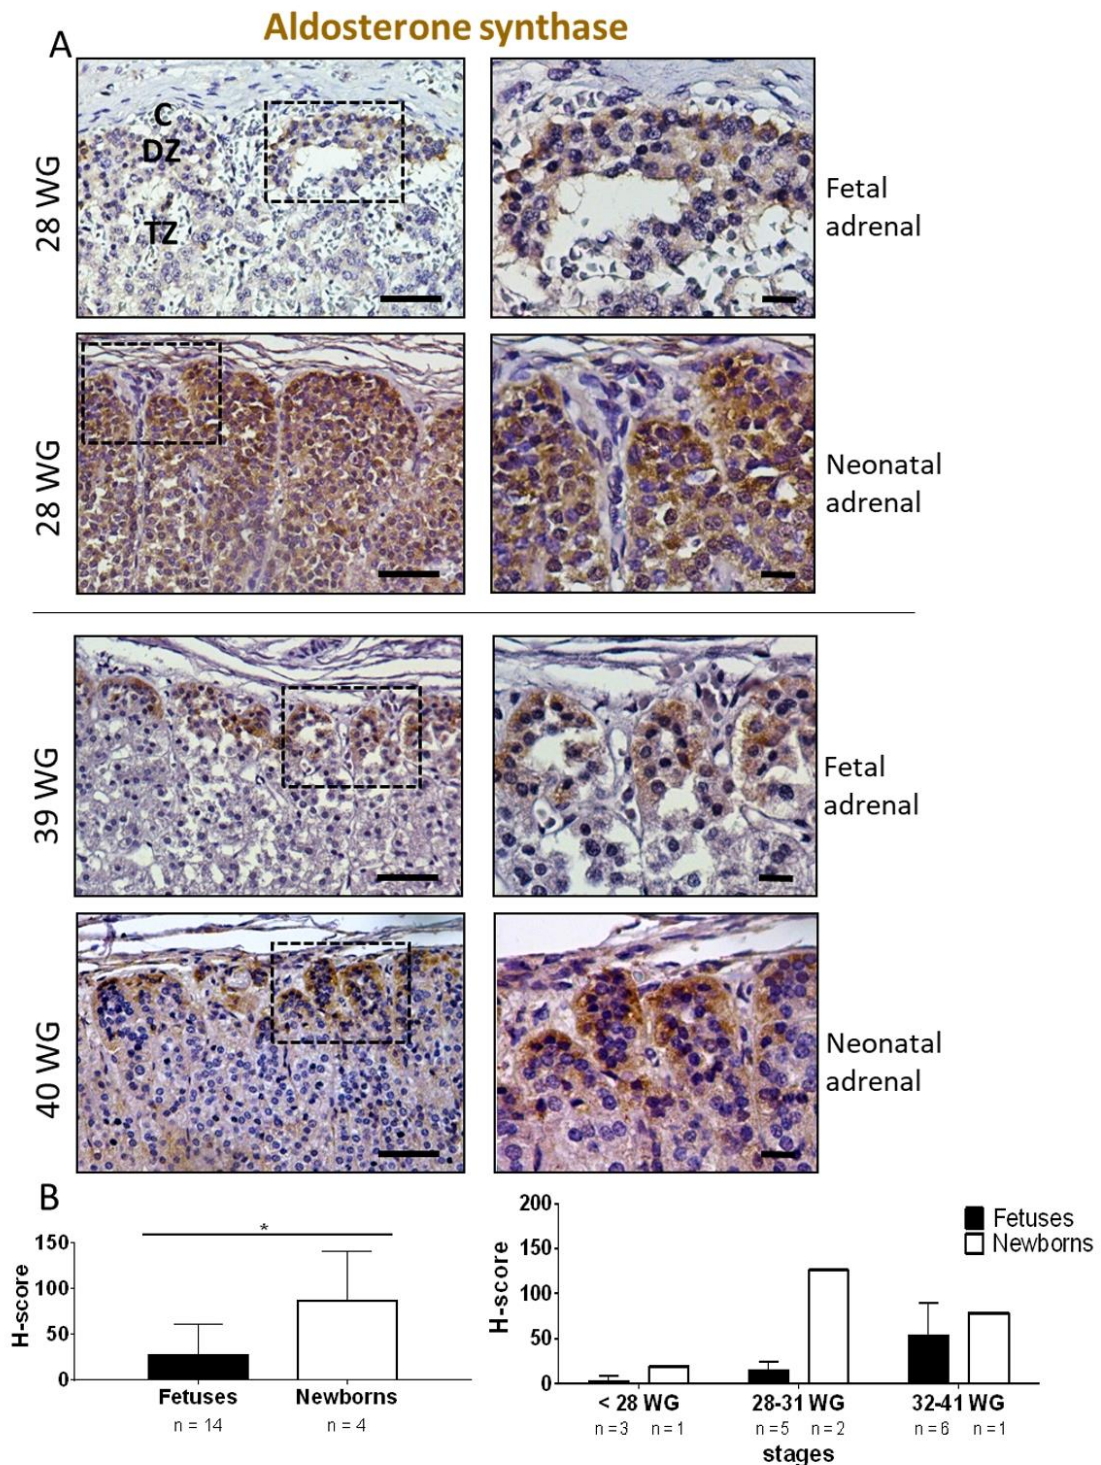 Aldosterone synthase
A
28 WG
C
DZ
TZ
Fetal
adrenal
28 WG
Neonatal
adrenal
39 WG
Fetal
adrenal
40 WG
Neonatal
adrenal
B
H-score
150
100
50
0
*
Fetuses
Newborns
n = 14
n = 4
H-score
200
150
100
50
0
Fetuses
Newborns
< 28 WG
28-31 WG
32-41 WG
n = 3
n = 1
n = 5
n = 2
n = 6
n = 1
stages